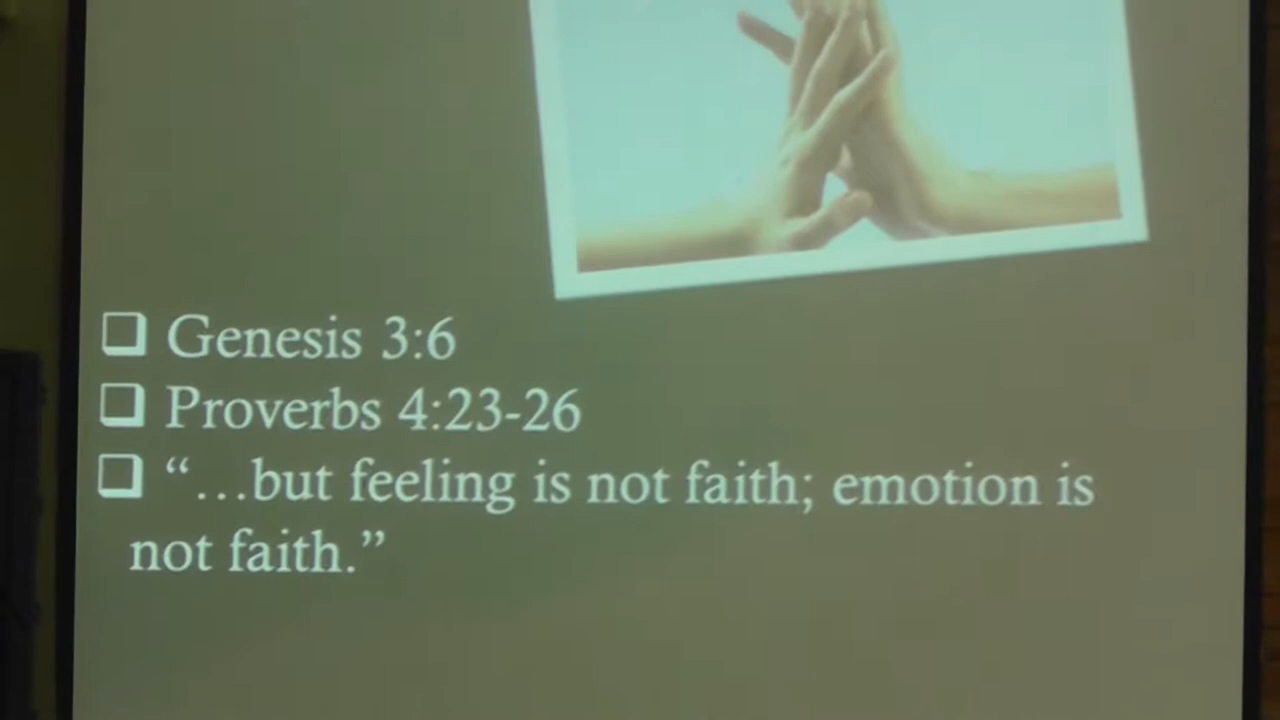 Genesis 3:6
Proverbs 4:23-26
“…but feeling is not faith; emotion is
not faith.”